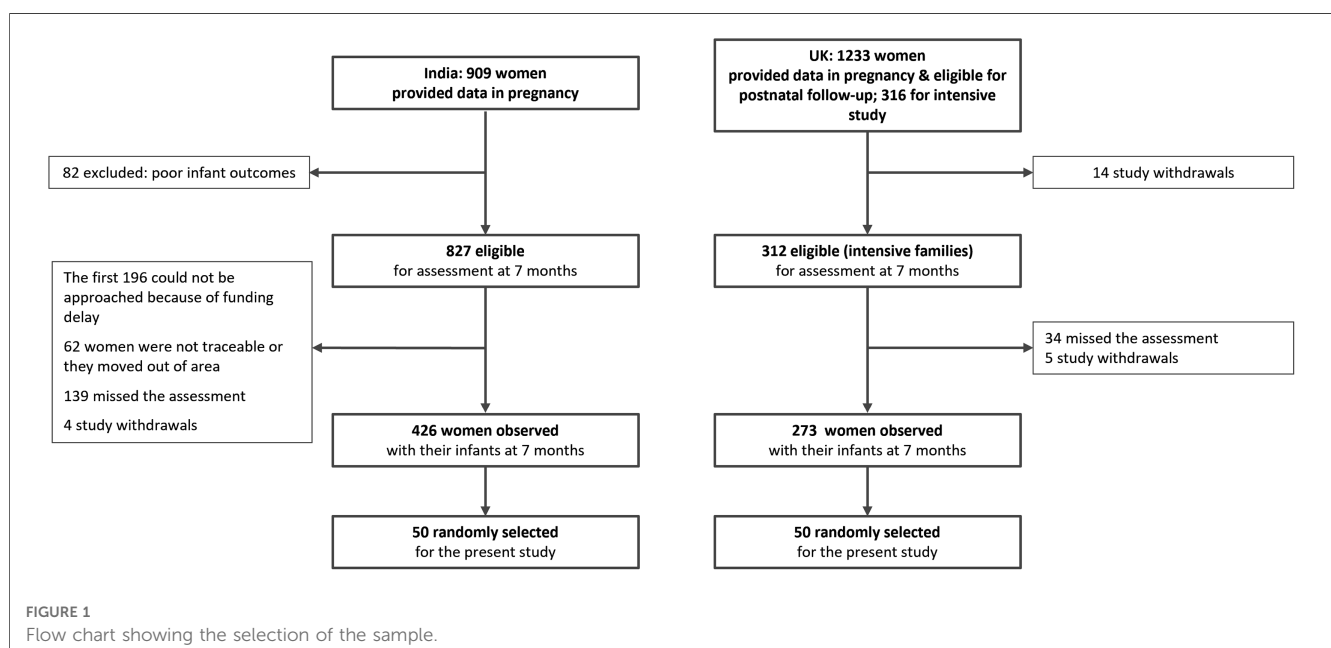 India: 909 women
provided data in pregnancy
82 excluded: poor infant outcomes
827 eligible
for assessment at 7 months
The first 196 could not be
approached because of funding
delay
62 women were not traceable or
they moved out of area
139 missed the assessment
4 study withdrawals
426 women observed
with their infants at 7 months
50 randomly selected
for the present study
UK: 1233 women
provided data in pregnancy & eligible for
postnatal follow-up; 316 for intensive
study
14 study withdrawals
312 eligible (intensive families)
for assessment at 7 months
34 missed the assessment
5 study withdrawals
273 women observed
with their infants at 7 months
50 randomly selected
for the present study
FIGURE 1
Flow chart showing the selection of the sample.